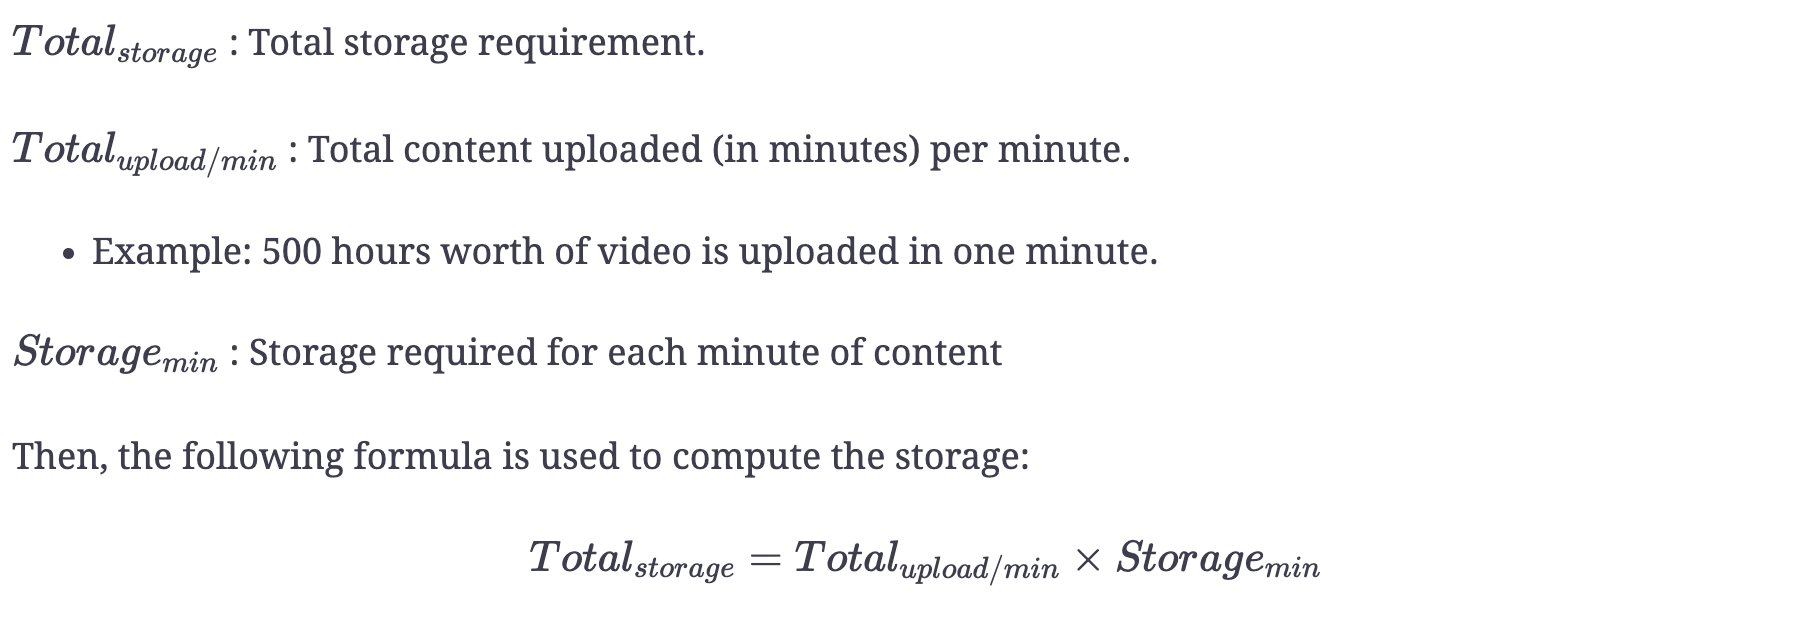 Total_storage : Total storage requirement.
Total_upload/min : Total content uploaded (in minutes) per minute.
• Example: 500 hours worth of video is uploaded in one minute.
Storage_min : Storage required for each minute of content
Then, the following formula is used to compute the storage:
Total_storage = Total_upload/min × Storage_min